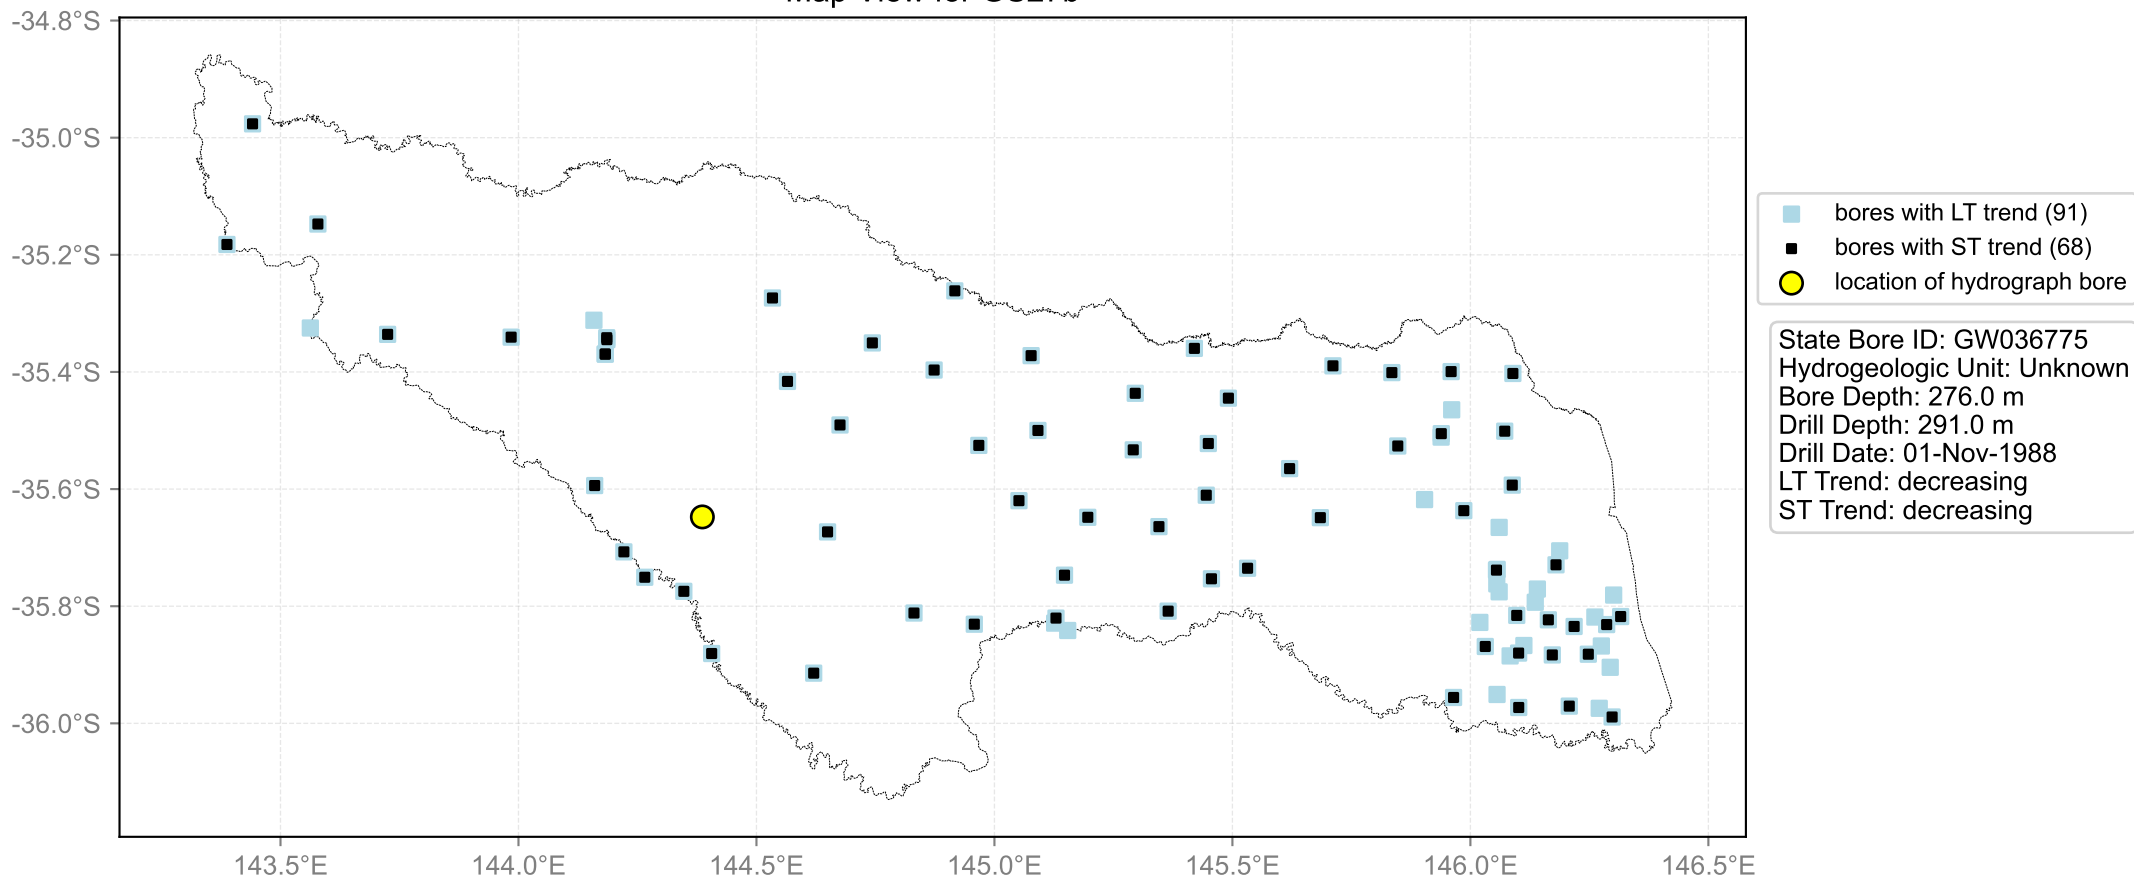 -34.8°S
-35.0°S
-35.2°S
-35.4°S
-35.6°S
-35.8°S
-36.0°S
143.5°E
144.0°E
144.5°E
145.0°E
145.5°E
146.0°E
146.5°E
bores with LT trend (91)
bores with ST trend (68)
location of hydrograph bore
State Bore ID: GW036775
Hydrogeologic Unit: Unknown
Bore Depth: 276.0 m
Drill Depth: 291.0 m
Drill Date: 01-Nov-1988
LT Trend: decreasing
ST Trend: decreasing